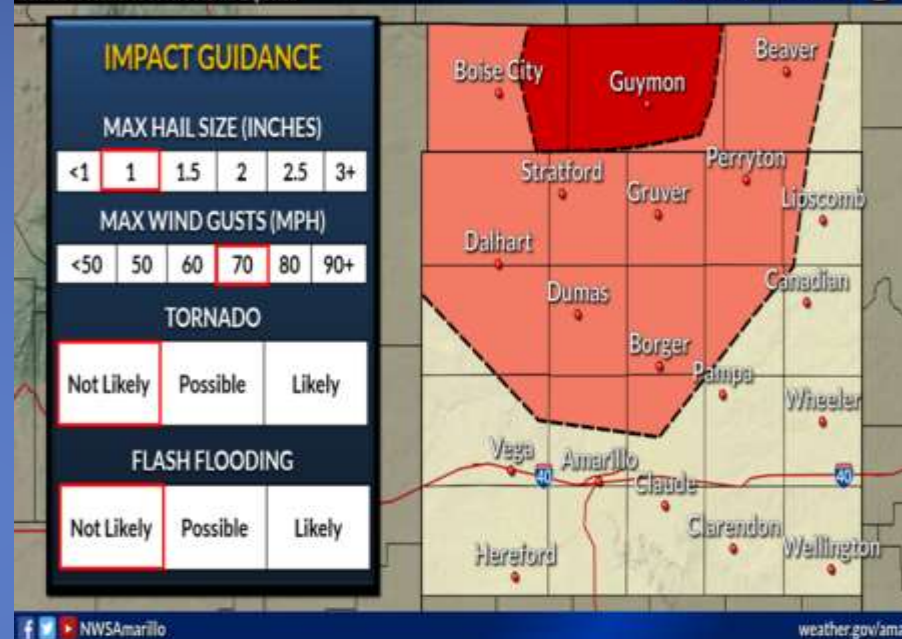 IMPACT GUIDANCE
MAX HAIL SIZE (INCHES)
<1 1 1.5 2 2.5 3+
MAX WIND GUSTS (MPH)
<50 50 60 70 80 90+
TORNADO
Not Likely Possible Likely
FLASH FLOODING
Not Likely Possible Likely
Beaver
Boise City
Guymon
Perryton
Stratford
Gruver
Lipscomb
Dalhart
Canadian
Dumas
Borger
Pampa
Wheeler
Vega
40
Amarillo
40
Claude
Clarendon
Wellington
Hereford
NWSAmarillo
weather.gov/ama